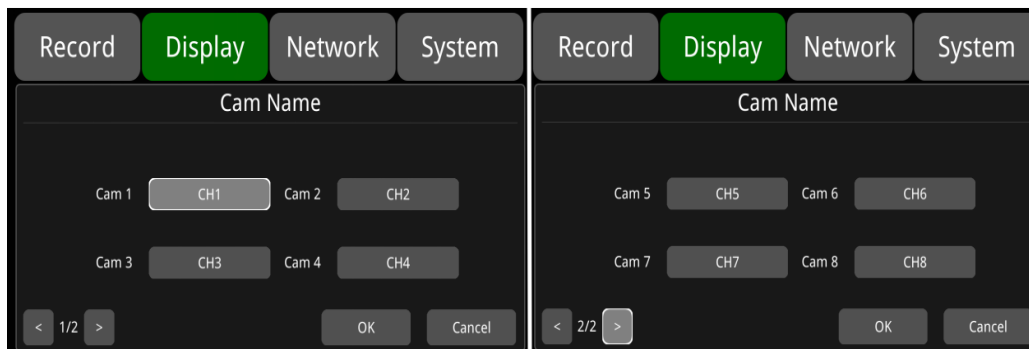 Record Display Network System
Cam Name
Cam 1 CH1 Cam 2 CH2
Cam 3 CH3 Cam 4 CH4
< 1/2 > OK Cancel
Record Display Network System
Cam Name
Cam 5 CH5 Cam 6 CH6
Cam 7 CH7 Cam 8 CH8
< 2/2 > OK Cancel